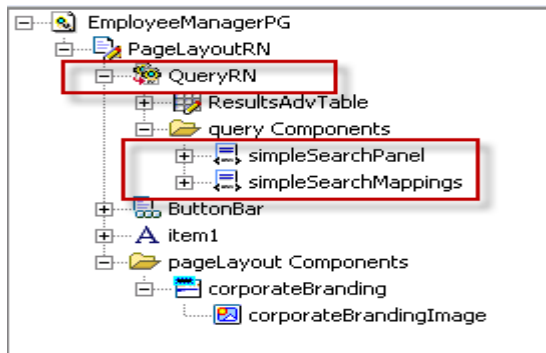 EmployeeManagerPG
PageLayoutRN
QueryRN
ResultsAdvTable
query Components
simpleSearchPanel
simpleSearchMappings
ButtonBar
item1
pageLayout Components
corporateBranding
corporateBrandingImage